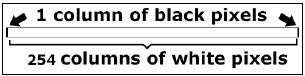 1 column of black pixels
254 columns of white pixels